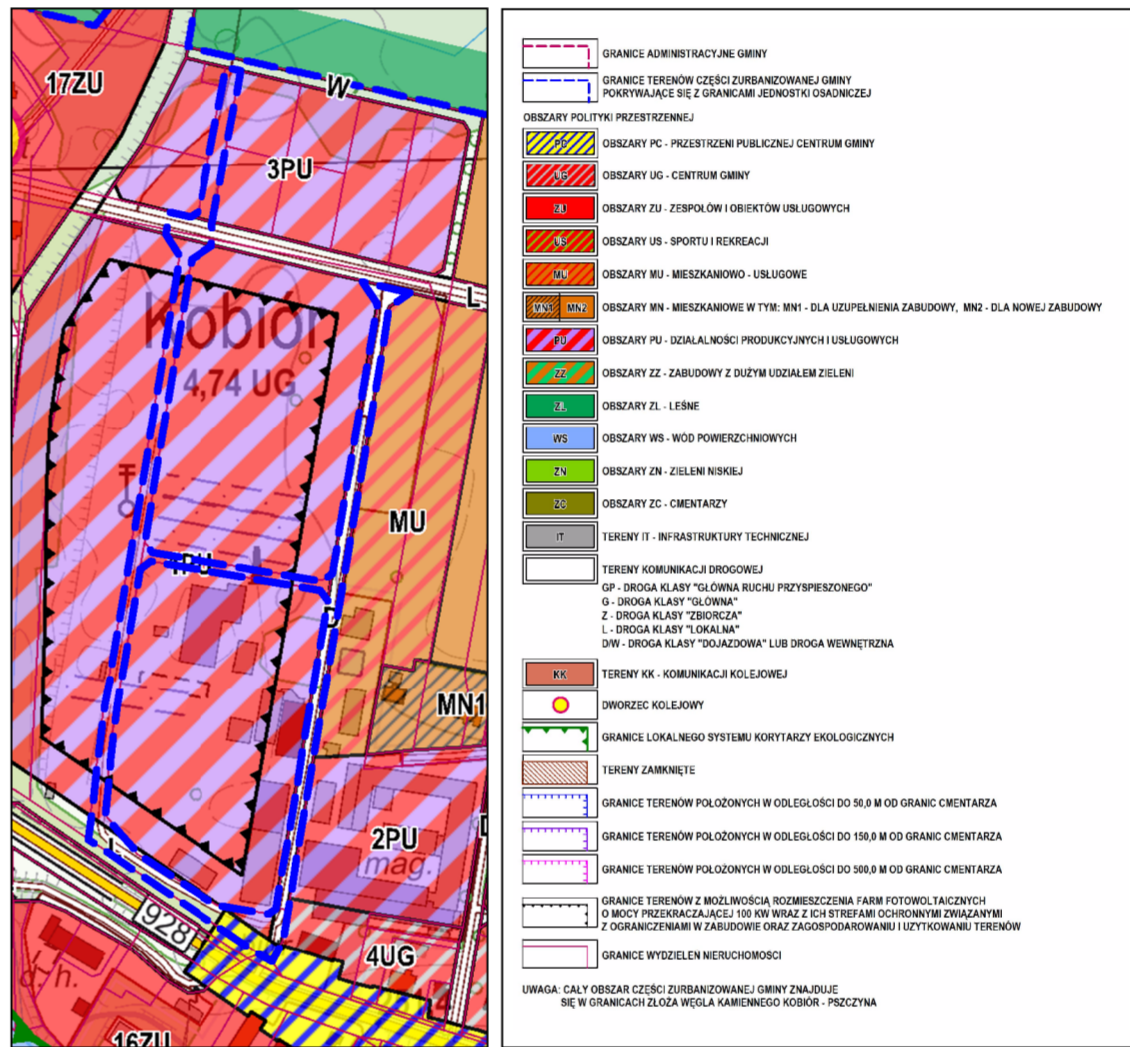 17ZU
W
3PU
L
Kobiór
4,74 UG
MU
1PU
D
MN1
2PU
mag.
D
L
928
4UG
d. h.
16ZU
GRANICE ADMINISTRACYJNE GMINY
GRANICE TERENÓW CZĘŚCI ZURBANIZOWANEJ GMINY
POKRYWAJĄCE SIĘ Z GRANICAMI JEDNOSTKI OSADNICZEJ
OBSZARY POLITYKI PRZESTRZENNEJ
PC OBSZARY PC - PRZESTRZENI PUBLICZNEJ CENTRUM GMINY
UG OBSZARY UG - CENTRUM GMINY
ZU OBSZARY ZU - ZESPOŁÓW I OBIEKTÓW USŁUGOWYCH
US OBSZARY US - SPORTU I REKREACJI
MU OBSZARY MU - MIESZKANIOWO - USŁUGOWE
MN1 MN2 OBSZARY MN - MIESZKANIOWE W TYM: MN1 - DLA UZUPEŁNIENIA ZABUDOWY, MN2 - DLA NOWEJ ZABUDOWY
PU OBSZARY PU - DZIAŁALNOŚCI PRODUKCYJNYCH I USŁUGOWYCH
ZZ OBSZARY ZZ - ZABUDOWY Z DUŻYM UDZIAŁEM ZIELENI
ZL OBSZARY ZL - LEŚNE
WS OBSZARY WS - WÓD POWIERZCHNIOWYCH
ZN OBSZARY ZN - ZIELENI NISKIEJ
ZC OBSZARY ZC - CMENTARZY
IT TERENY IT - INFRASTRUKTURY TECHNICZNEJ
TERENY KOMUNIKACJI DROGOWEJ
GP - DROGA KLASY "GŁÓWNA RUCHU PRZYSPIESZONEGO"
G - DROGA KLASY "GŁÓWNA"
Z - DROGA KLASY "ZBIORCZA"
L - DROGA KLASY "LOKALNA"
D/W - DROGA KLASY "DOJAZDOWA" LUB DROGA WEWNĘTRZNA
KK TERENY KK - KOMUNIKACJI KOLEJOWEJ
DWORZEC KOLEJOWY
GRANICE LOKALNEGO SYSTEMU KORYTARZY EKOLOGICZNYCH
TERENY ZAMKNIĘTE
GRANICE TERENÓW POŁOŻONYCH W ODLEGŁOŚCI DO 50,0 M OD GRANIC CMENTARZA
GRANICE TERENÓW POŁOŻONYCH W ODLEGŁOŚCI DO 150,0 M OD GRANIC CMENTARZA
GRANICE TERENÓW POŁOŻONYCH W ODLEGŁOŚCI DO 500,0 M OD GRANIC CMENTARZA
GRANICE TERENÓW Z MOŻLIWOŚCIĄ ROZMIESZCZENIA FARM FOTOWOLTAICZNYCH
O MOCY PRZEKRACZAJĄCEJ 100 KW WRAZ Z ICH STREFAMI OCHRONNYMI ZWIĄZANYMI
Z OGRANICZENIAMI W ZABUDOWIE ORAZ ZAGOSPODAROWANIU I UZYTKOWANIU TERENÓW
GRANICE WYDZIELEN NIERUCHOMOSCI
UWAGA: CAŁY OBSZAR CZĘŚCI ZURBANIZOWANEJ GMINY ZNAJDUJE
SIĘ W GRANICACH ZŁOŻA WĘGLA KAMIENNEGO KOBIÓR - PSZCZYNA